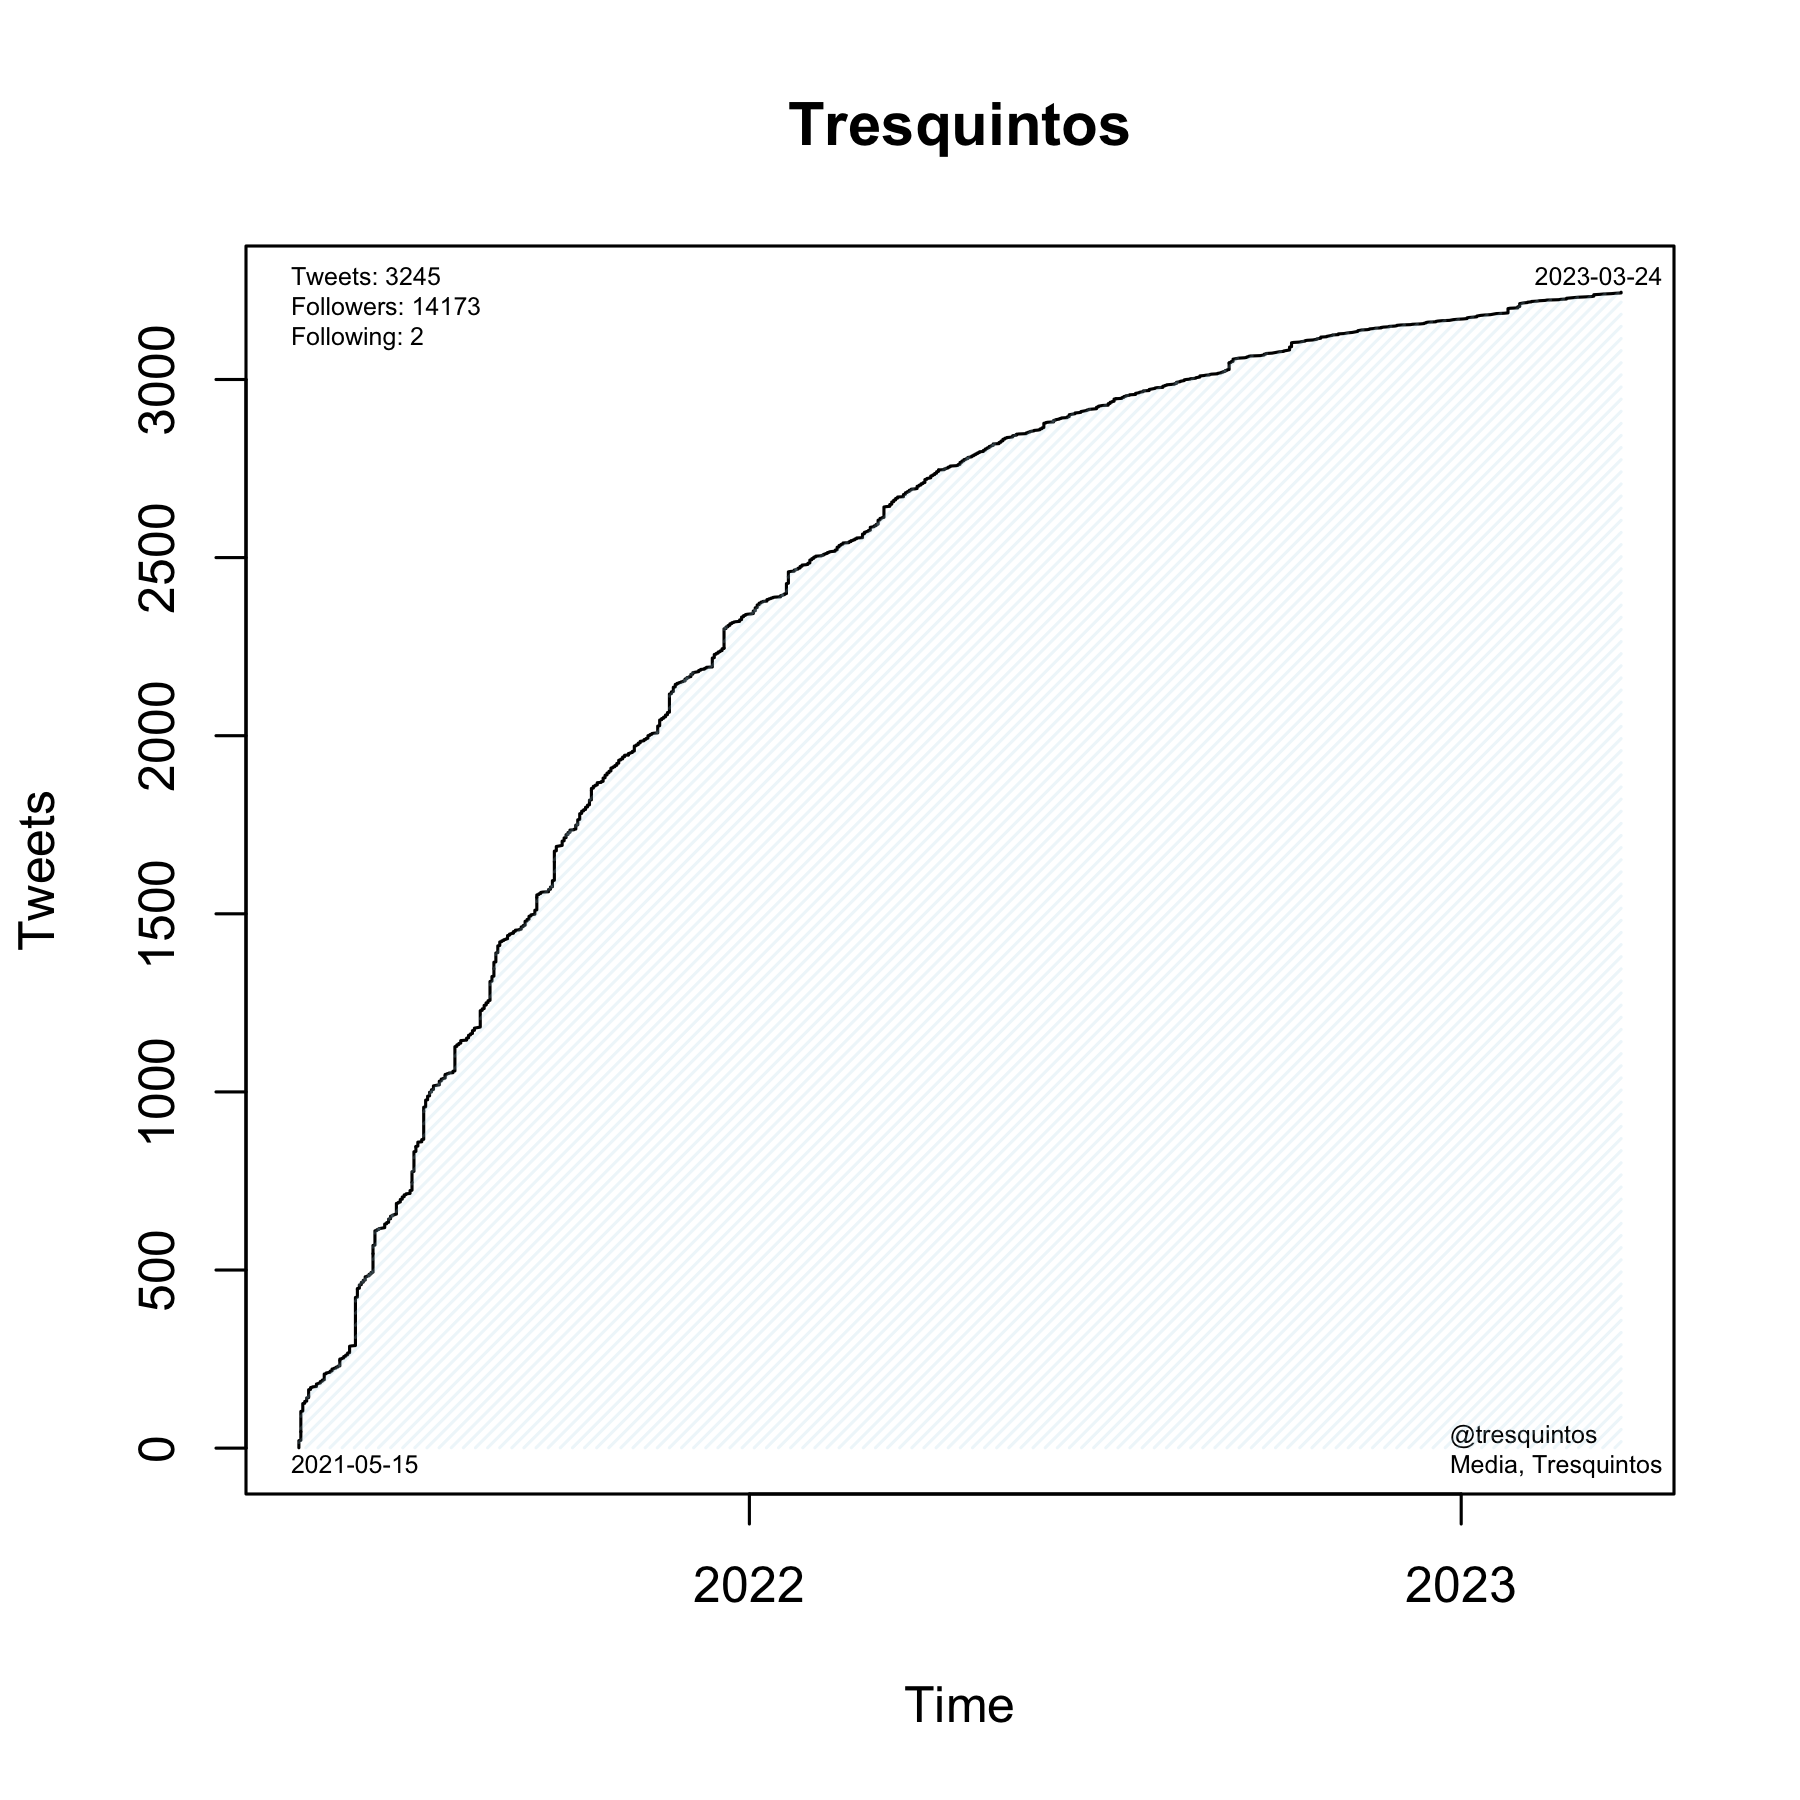 Tresquintos
Tweets: 3245
Followers: 14173
Following: 2
2023-03-24
3000
2500
2000
1500
1000
500
0
Tweets
@tresquintos
Media, Tresquintos
2021-05-15
2022
2023
Time